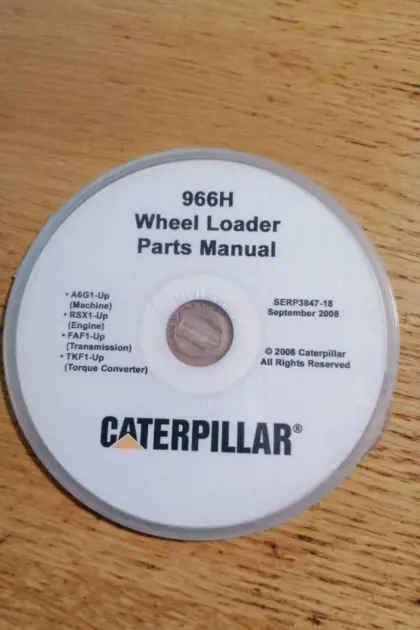 966H
Wheel Loader
Parts Manual
• A6G1-Up
(Machine)
• RSX1-Up
(Engine)
• FAF1-Up
(Transmission)
• TKF1-Up
(Torque Converter)
SERP3847-18
September 2008
© 2008 Caterpillar
All Rights Reserved
CATERPILLAR®